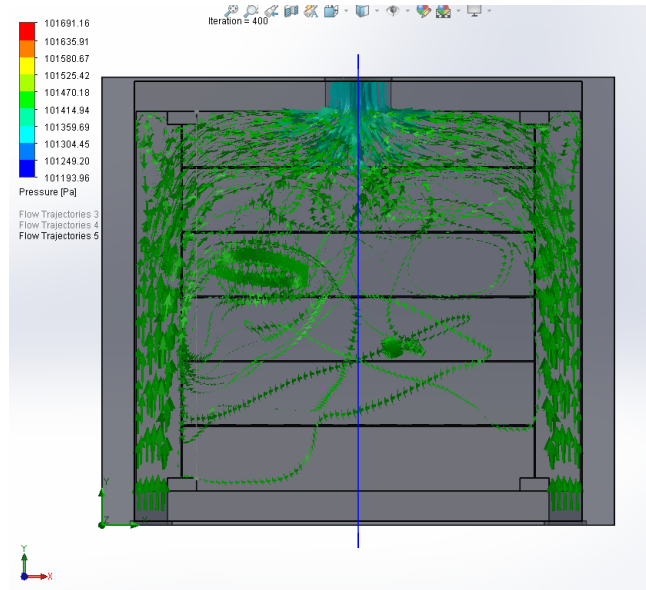 Iteration = 400
101691.16
101635.91
101580.67
101525.42
101470.18
101414.94
101359.69
101304.45
101249.20
101193.96
Pressure [Pa]
Flow Trajectories 3
Flow Trajectories 4
Flow Trajectories 5
Y
Z
X
Y
X